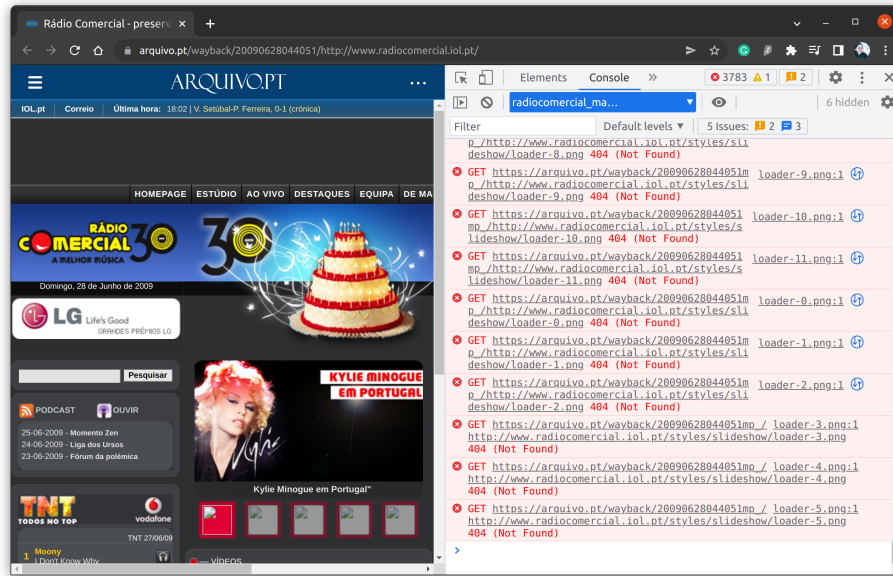 Rádio Comercial - preserv
arquivo.pt/wayback/20090628044051/http://www.radiocomercial.iol.pt/
ARQUIVO.PT
IOL.pt Correio Última hora: 18:02 | V. Setúbal-P. Ferreira, 0-1 (crónica)
HOMEPAGE ESTÚDIO AO VIVO DESTAQUES EQUIPA DE MA
RÁDIO
COMERCIAL 30
A MELHOR MÚSICA
30
Domingo, 28 de Junho de 2009
LG Life's Good
GRANDES PRÉMIOS LG
Pesquisar
PODCAST OUVIR
25-06-2009 - Momento Zen
24-06-2009 - Liga dos Ursos
23-06-2009 - Fórum da polémica
KYLIE MINOGUE
EM PORTUGAL
Kylie
Kylie Minogue em Portugal"
TNT
TODOS NO TOP
vodafone
TNT 27/06/09
1 Moony
I Don't Know Why
VÍDEOS
Elements Console 3783 1 2
radiocomercial_ma... 6 hidden
Filter Default levels ▼ 5 Issues: 2 3
p_/http://www.radiocomercial.iol.pt/styles/sli
deshow/loader-8.png 404 (Not Found)
GET https://arquivo.pt/wayback/20090628044051m loader-9.png:1
p_/http://www.radiocomercial.iol.pt/styles/sli
deshow/loader-9.png 404 (Not Found)
GET https://arquivo.pt/wayback/20090628044051 loader-10.png:1
mp_/http://www.radiocomercial.iol.pt/styles/s
lideshow/loader-10.png 404 (Not Found)
GET https://arquivo.pt/wayback/20090628044051 loader-11.png:1
mp_/http://www.radiocomercial.iol.pt/styles/s
lideshow/loader-11.png 404 (Not Found)
GET https://arquivo.pt/wayback/20090628044051m loader-0.png:1
p_/http://www.radiocomercial.iol.pt/styles/sli
deshow/loader-0.png 404 (Not Found)
GET https://arquivo.pt/wayback/20090628044051m loader-1.png:1
p_/http://www.radiocomercial.iol.pt/styles/sli
deshow/loader-1.png 404 (Not Found)
GET https://arquivo.pt/wayback/20090628044051m loader-2.png:1
p_/http://www.radiocomercial.iol.pt/styles/sli
deshow/loader-2.png 404 (Not Found)
GET https://arquivo.pt/wayback/20090628044051mp_/ loader-3.png:1
http://www.radiocomercial.iol.pt/styles/slideshow/loader-3.png
404 (Not Found)
GET https://arquivo.pt/wayback/20090628044051mp_/ loader-4.png:1
http://www.radiocomercial.iol.pt/styles/slideshow/loader-4.png
404 (Not Found)
GET https://arquivo.pt/wayback/20090628044051mp_/ loader-5.png:1
http://www.radiocomercial.iol.pt/styles/slideshow/loader-5.png
404 (Not Found)